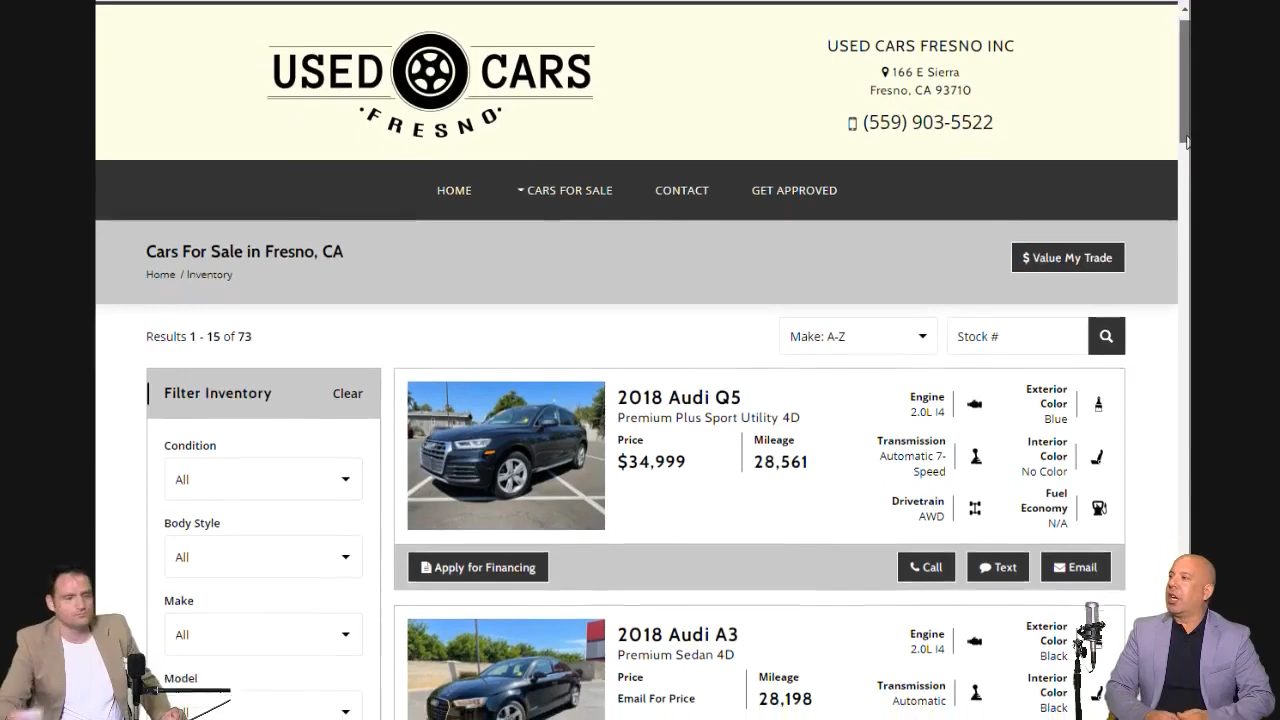 USED CARS
FRESNO
USED CARS FRESNO INC
166 E Sierra
Fresno, CA 93710
(559) 903-5522
HOME
CARS FOR SALE
CONTACT
GET APPROVED
Cars For Sale in Fresno, CA
Home / Inventory
$ Value My Trade
Results 1 - 15 of 73
Make: A-Z
Stock #
Filter Inventory
Clear
Condition
All
Body Style
All
Make
All
Model
2018 Audi Q5
Premium Plus Sport Utility 4D
Price
$34,999
Mileage
28,561
Engine
2.0L I4
Transmission
Automatic 7-
Speed
Drivetrain
AWD
Exterior
Color
Blue
Interior
Color
No Color
Fuel
Economy
N/A
Apply for Financing
Call
Text
Email
2018 Audi A3
Premium Sedan 4D
Price
Email For Price
Mileage
28,198
Engine
2.0L I4
Transmission
Automatic
Exterior
Color
Black
Interior
Color
Black